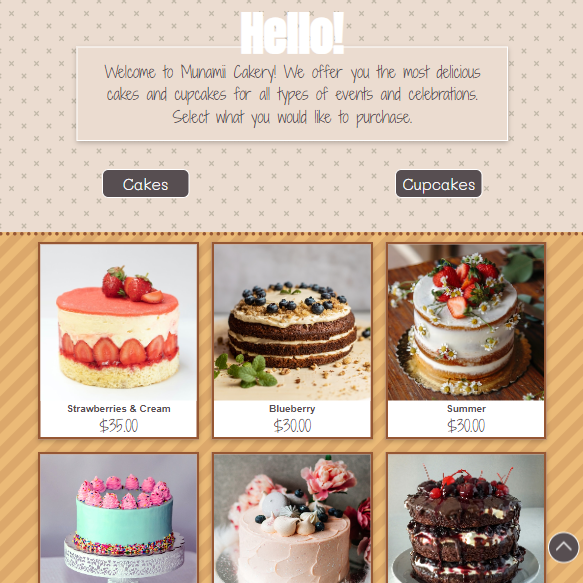 Hello!
Welcome to Munamii Cakery! We offer you the most delicious
cakes and cupcakes for all types of events and celebrations.
Select what you would like to purchase.
Cakes
Cupcakes
Strawberries & Cream
Blueberry
Summer
$35.00
$30.00
$30.00